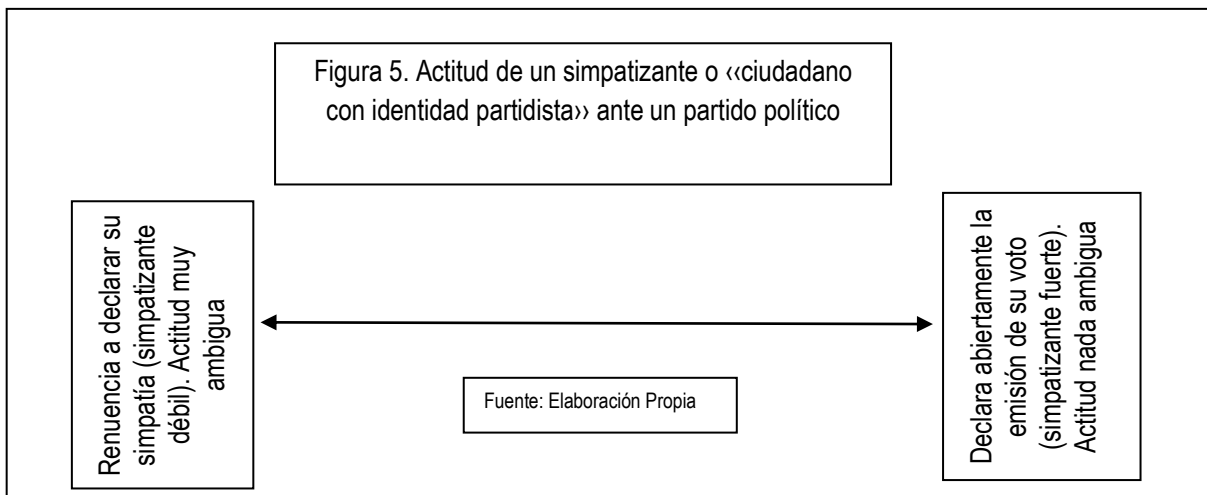 Figura 5. Actitud de un simpatizante o ‹‹ciudadano
con identidad partidista›› ante un partido político
Renuencia a declarar su
simpatía (simpatizante
débil). Actitud muy
ambigua
Declara abiertamente la
emisión de su voto
(simpatizante fuerte).
Actitud nada ambigua
Fuente: Elaboración Propia